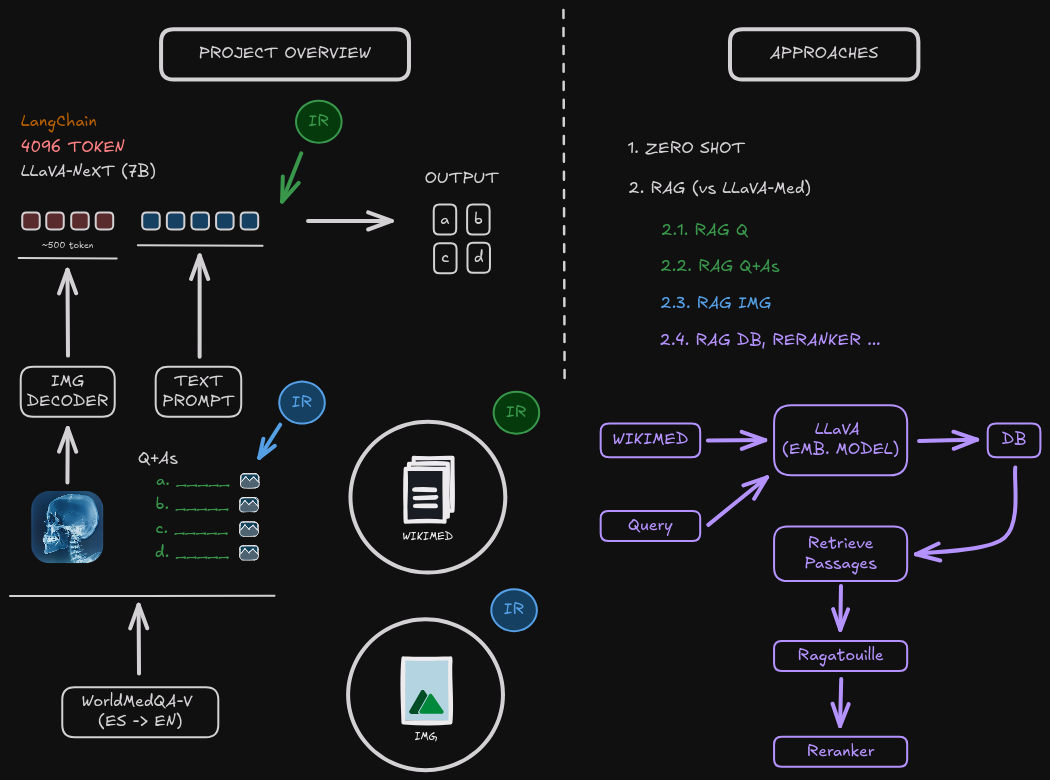 PROJECT OVERVIEW
LangChain
4096 TOKEN
LLaVA-NeXT (7B)
IR
~500 token
OUTPUT
a b
c d
IMG
DECODER
TEXT
PROMPT
IR
Q+As
a.
b.
c.
d.
WorldMedQA-V
(ES -> EN)
IR
WIKIMED
IR
IMG
APPROACHES
1. ZERO SHOT
2. RAG (vs LLaVA-Med)
2.1. RAG Q
2.2. RAG Q+As
2.3. RAG IMG
2.4. RAG DB, RERANKER ...
WIKIMED
LLaVA
(EMB. MODEL)
DB
Query
Retrieve
Passages
Ragatouille
Reranker